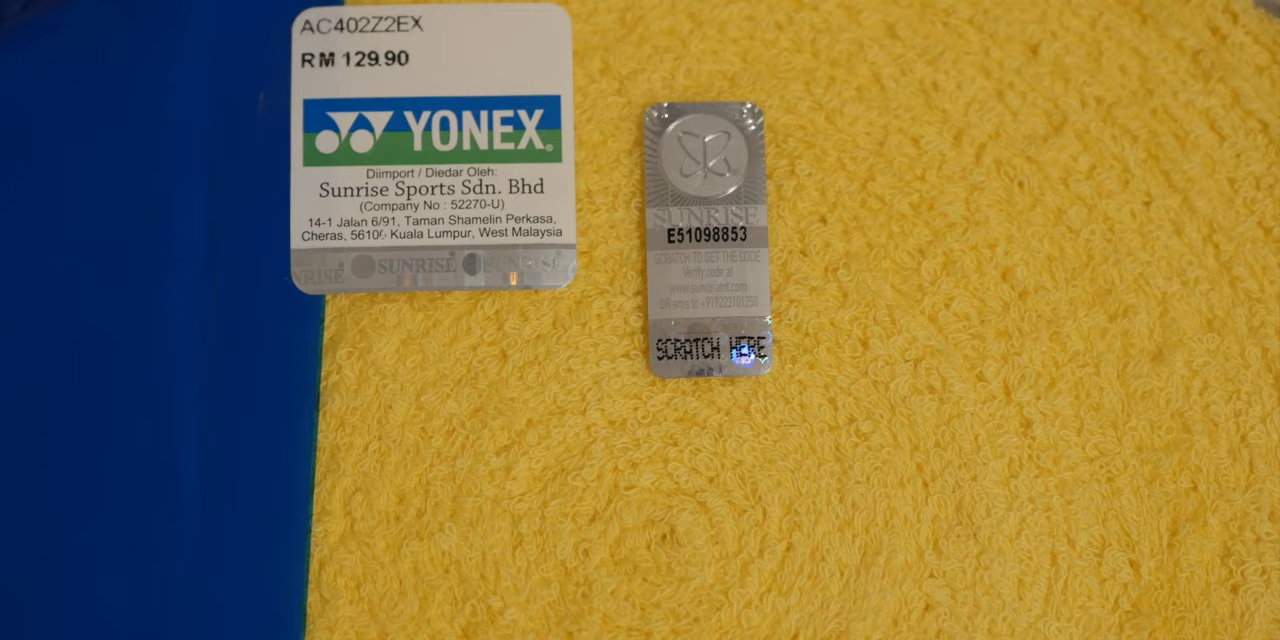 AC402Z2EX
RM 129.90
YONEX
Diimport / Diedar Oleh:
Sunrise Sports Sdn. Bhd
(Company No : 52270-U)
14-1 Jalan 6/91, Taman Shamelin Perkasa,
Cheras, 56100 Kuala Lumpur, West Malaysia
NRISE SUNRISE SUNRISE
SUNRISE
E51098853
SCRATCH TO GET THE CODE
Verify code at
www.sunrisatnt.com
OR sms to +919223101250
SCRATCH HERE